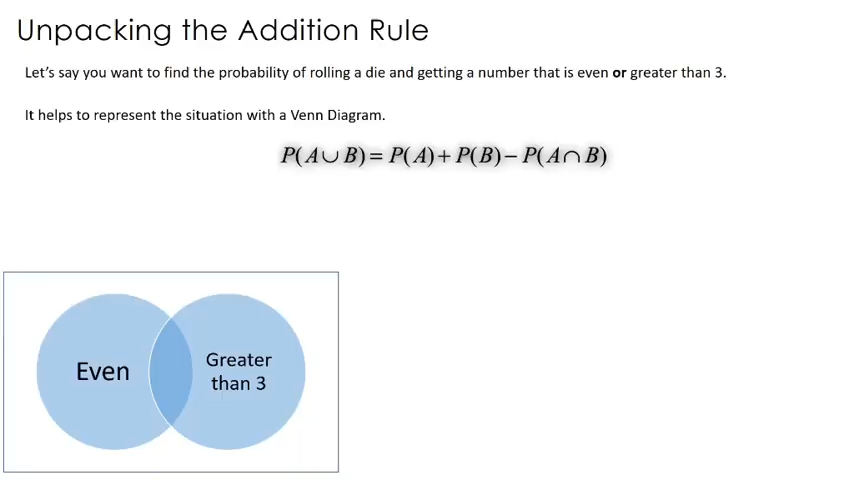 Unpacking the Addition Rule
Let’s say you want to find the probability of rolling a die and getting a number that is even or greater than 3.
It helps to represent the situation with a Venn Diagram.
P(A∪B)= P(A)+P(B)−P(A∩B)
Even
Greater
than 3